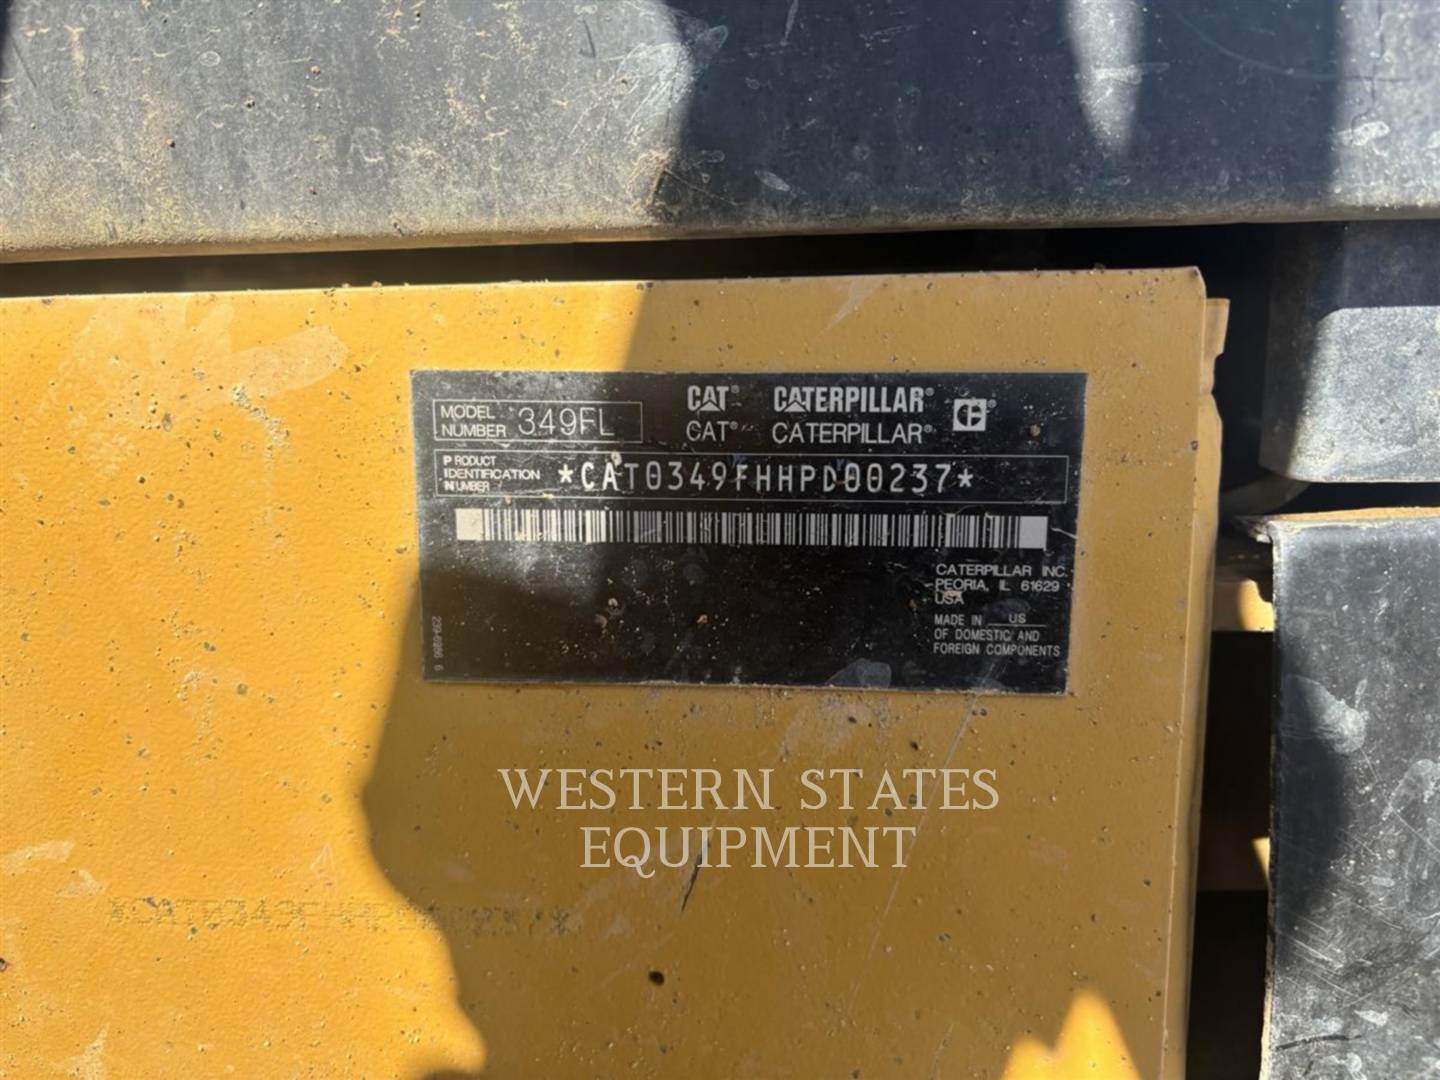 MODEL NUMBER 349FL
CAT® CATERPILLAR®
CAT® CATERPILLAR®
PRODUCT IDENTIFICATION NUMBER *CAT0349FHHPD00237*
CATERPILLAR INC.
PEORIA, IL 61629
USA
MADE IN US
OF DOMESTIC AND
FOREIGN COMPONENTS
WESTERN STATES
EQUIPMENT